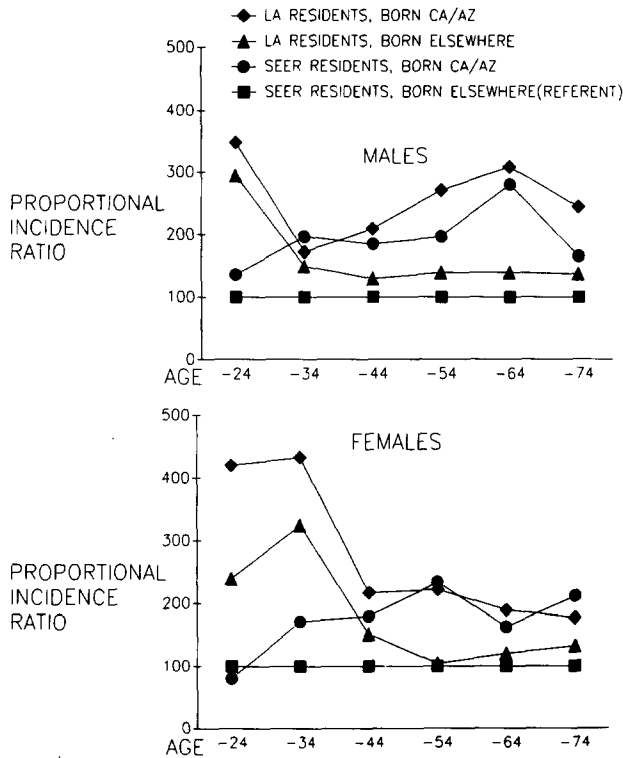 LA RESIDENTS, BORN CA/AZ
LA RESIDENTS, BORN ELSEWHERE
SEER RESIDENTS, BORN CA/AZ
SEER RESIDENTS, BORN ELSEWHERE(REFERENT)
500
400
300
200
100
0
MALES
PROPORTIONAL
INCIDENCE
RATIO
AGE -24 -34 -44 -54 -64 -74
500
400
300
200
100
0
FEMALES
PROPORTIONAL
INCIDENCE
RATIO
AGE -24 -34 -44 -54 -64 -74